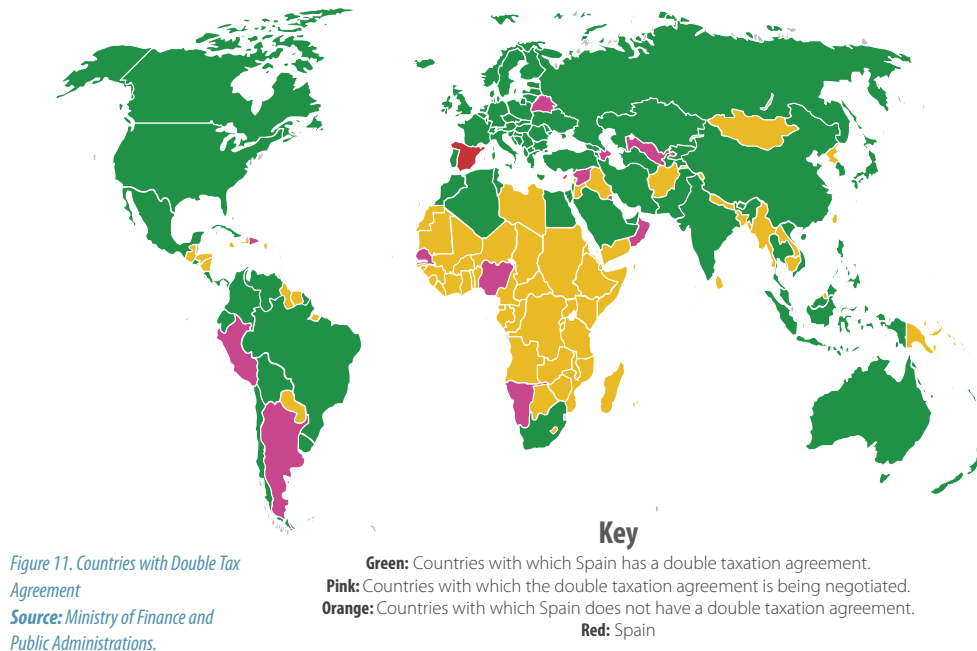 Figure 11. Countries with Double Tax
Agreement
Source: Ministry of Finance and
Public Administrations.
Key
Green: Countries with which Spain has a double taxation agreement.
Pink: Countries with which the double taxation agreement is being negotiated.
Orange: Countries with which Spain does not have a double taxation agreement.
Red: Spain